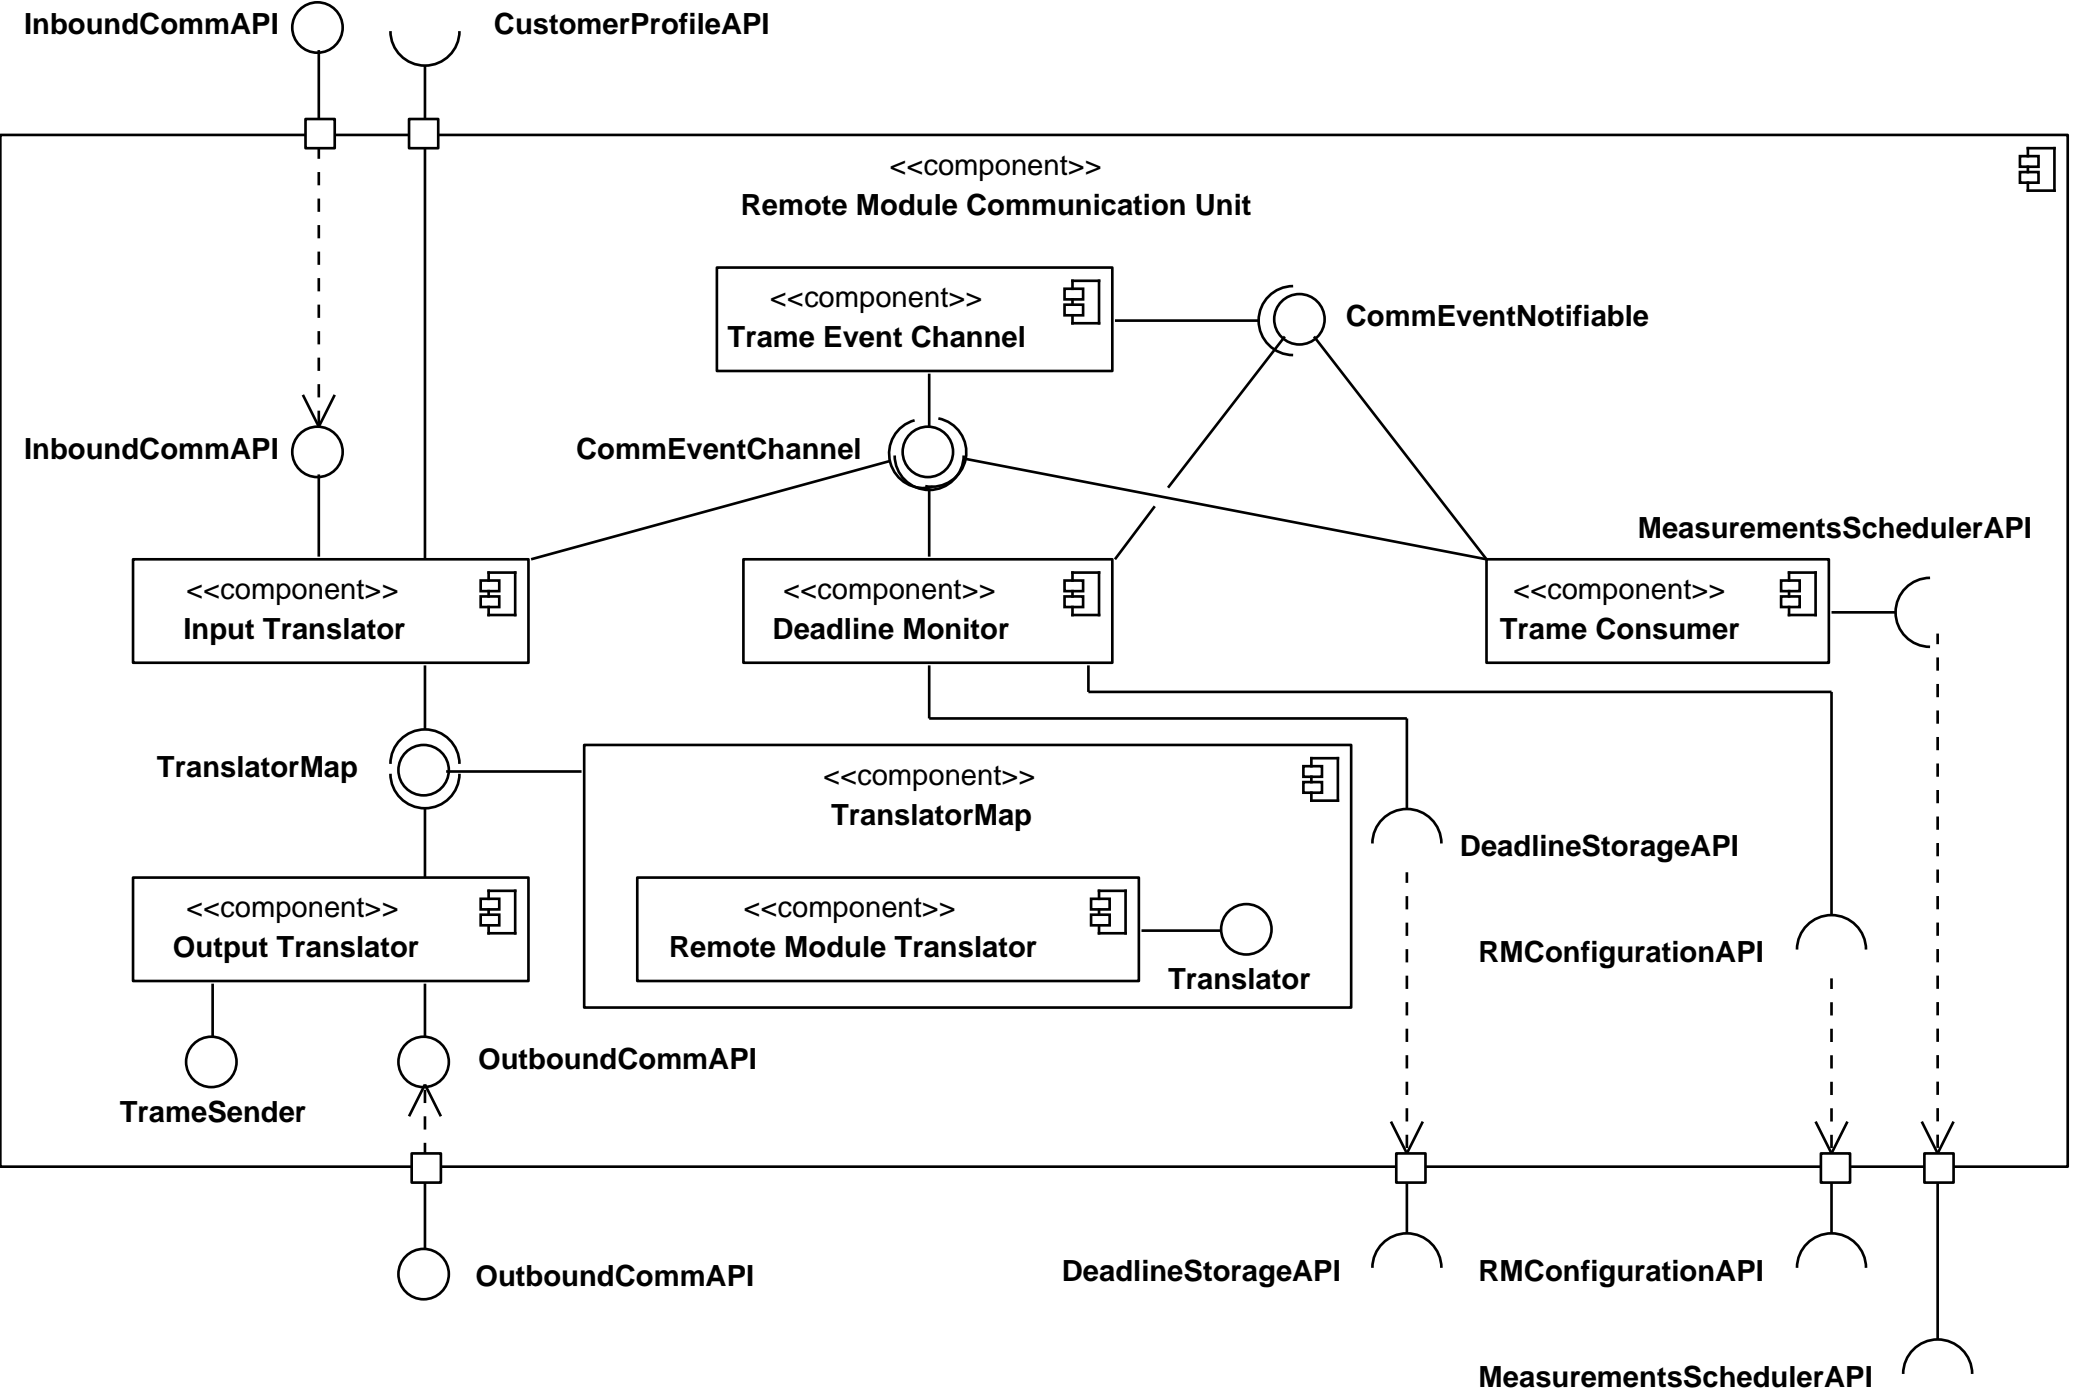 InboundCommAPI
CustomerProfileAPI
<<component>>
Remote Module Communication Unit
<<component>>
Trame Event Channel
CommEventNotifiable
InboundCommAPI
CommEventChannel
MeasurementsSchedulerAPI
<<component>>
Input Translator
<<component>>
Deadline Monitor
<<component>>
Trame Consumer
TranslatorMap
<<component>>
TranslatorMap
DeadlineStorageAPI
<<component>>
Output Translator
<<component>>
Remote Module Translator
Translator
RMConfigurationAPI
OutboundCommAPI
TrameSender
OutboundCommAPI
DeadlineStorageAPI
RMConfigurationAPI
MeasurementsSchedulerAPI